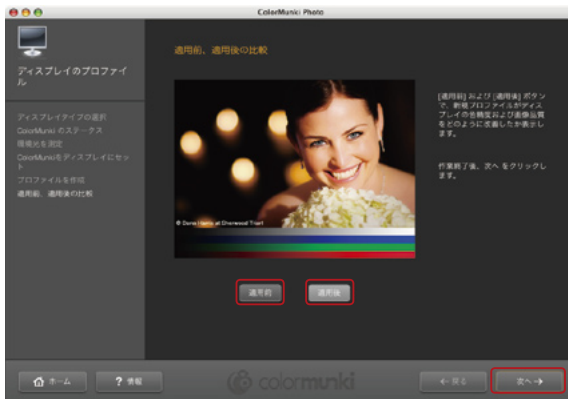 ColorMunki Photo
ディスプレイのプロファイ
ル
適用前、適用後の比較
ディスプレイタイプの選択
ColorMunki のステータス
環境光を測定
ColorMunkiをディスプレイにセッ
ト
プロファイルを作成
適用前、適用後の比較
[適用前] および [適用後] ボタン
で、新規プロファイルがディス
プレイの色精度および画像品質
をどのように改善したか表示し
ます。
作業終了後、次へ をクリックし
ます。
適用前
適用後
ホーム
? 情報
colormunki
← 戻る
次へ →